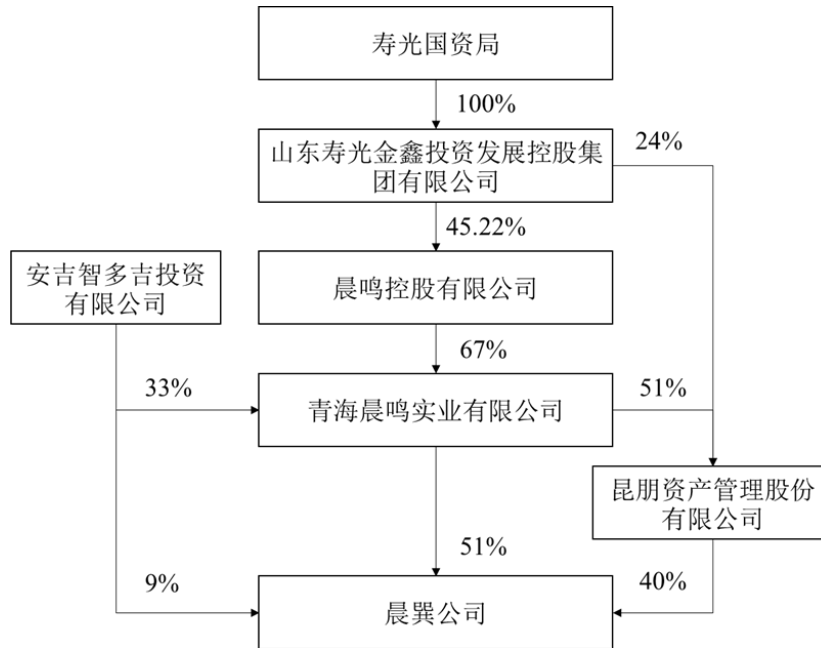 寿光国资局
100%
山东寿光金鑫投资发展控股集
团有限公司
24%
45.22%
安吉智多吉投资
有限公司
晨鸣控股有限公司
67%
33%
青海晨鸣实业有限公司
51%
昆朋资产管理股份
有限公司
51%
9%
晨巽公司
40%